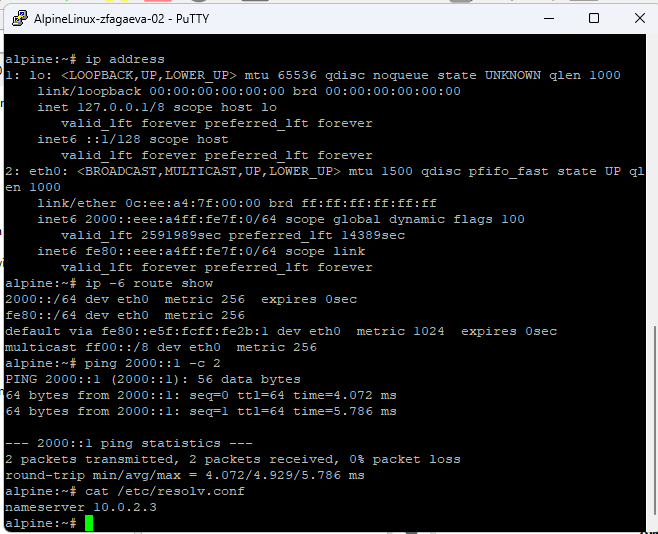 AlpineLinux-zfagaeva-02 - PuTTY
alpine:~# ip address
1: lo: <LOOPBACK,UP,LOWER_UP> mtu 65536 qdisc noqueue state UNKNOWN qlen 1000
    link/loopback 00:00:00:00:00:00 brd 00:00:00:00:00:00
    inet 127.0.0.1/8 scope host lo
       valid_lft forever preferred_lft forever
    inet6 ::1/128 scope host
       valid_lft forever preferred_lft forever
2: eth0: <BROADCAST,MULTICAST,UP,LOWER_UP> mtu 1500 qdisc pfifo_fast state UP ql
en 1000
    link/ether 0c:ee:a4:7f:00:00 brd ff:ff:ff:ff:ff:ff
    inet6 2000::eee:a4ff:fe7f:0/64 scope global dynamic flags 100
       valid_lft 2591989sec preferred_lft 14389sec
    inet6 fe80::eee:a4ff:fe7f:0/64 scope link
       valid_lft forever preferred_lft forever
alpine:~# ip -6 route show
2000::/64 dev eth0  metric 256  expires 0sec
fe80::/64 dev eth0  metric 256
default via fe80::e5f:fcff:fe2b:1 dev eth0  metric 1024  expires 0sec
multicast ff00::/8 dev eth0  metric 256
alpine:~# ping 2000::1 -c 2
PING 2000::1 (2000::1): 56 data bytes
64 bytes from 2000::1: seq=0 ttl=64 time=4.072 ms
64 bytes from 2000::1: seq=1 ttl=64 time=5.786 ms

--- 2000::1 ping statistics ---
2 packets transmitted, 2 packets received, 0% packet loss
round-trip min/avg/max = 4.072/4.929/5.786 ms
alpine:~# cat /etc/resolv.conf
nameserver 10.0.2.3
alpine:~#